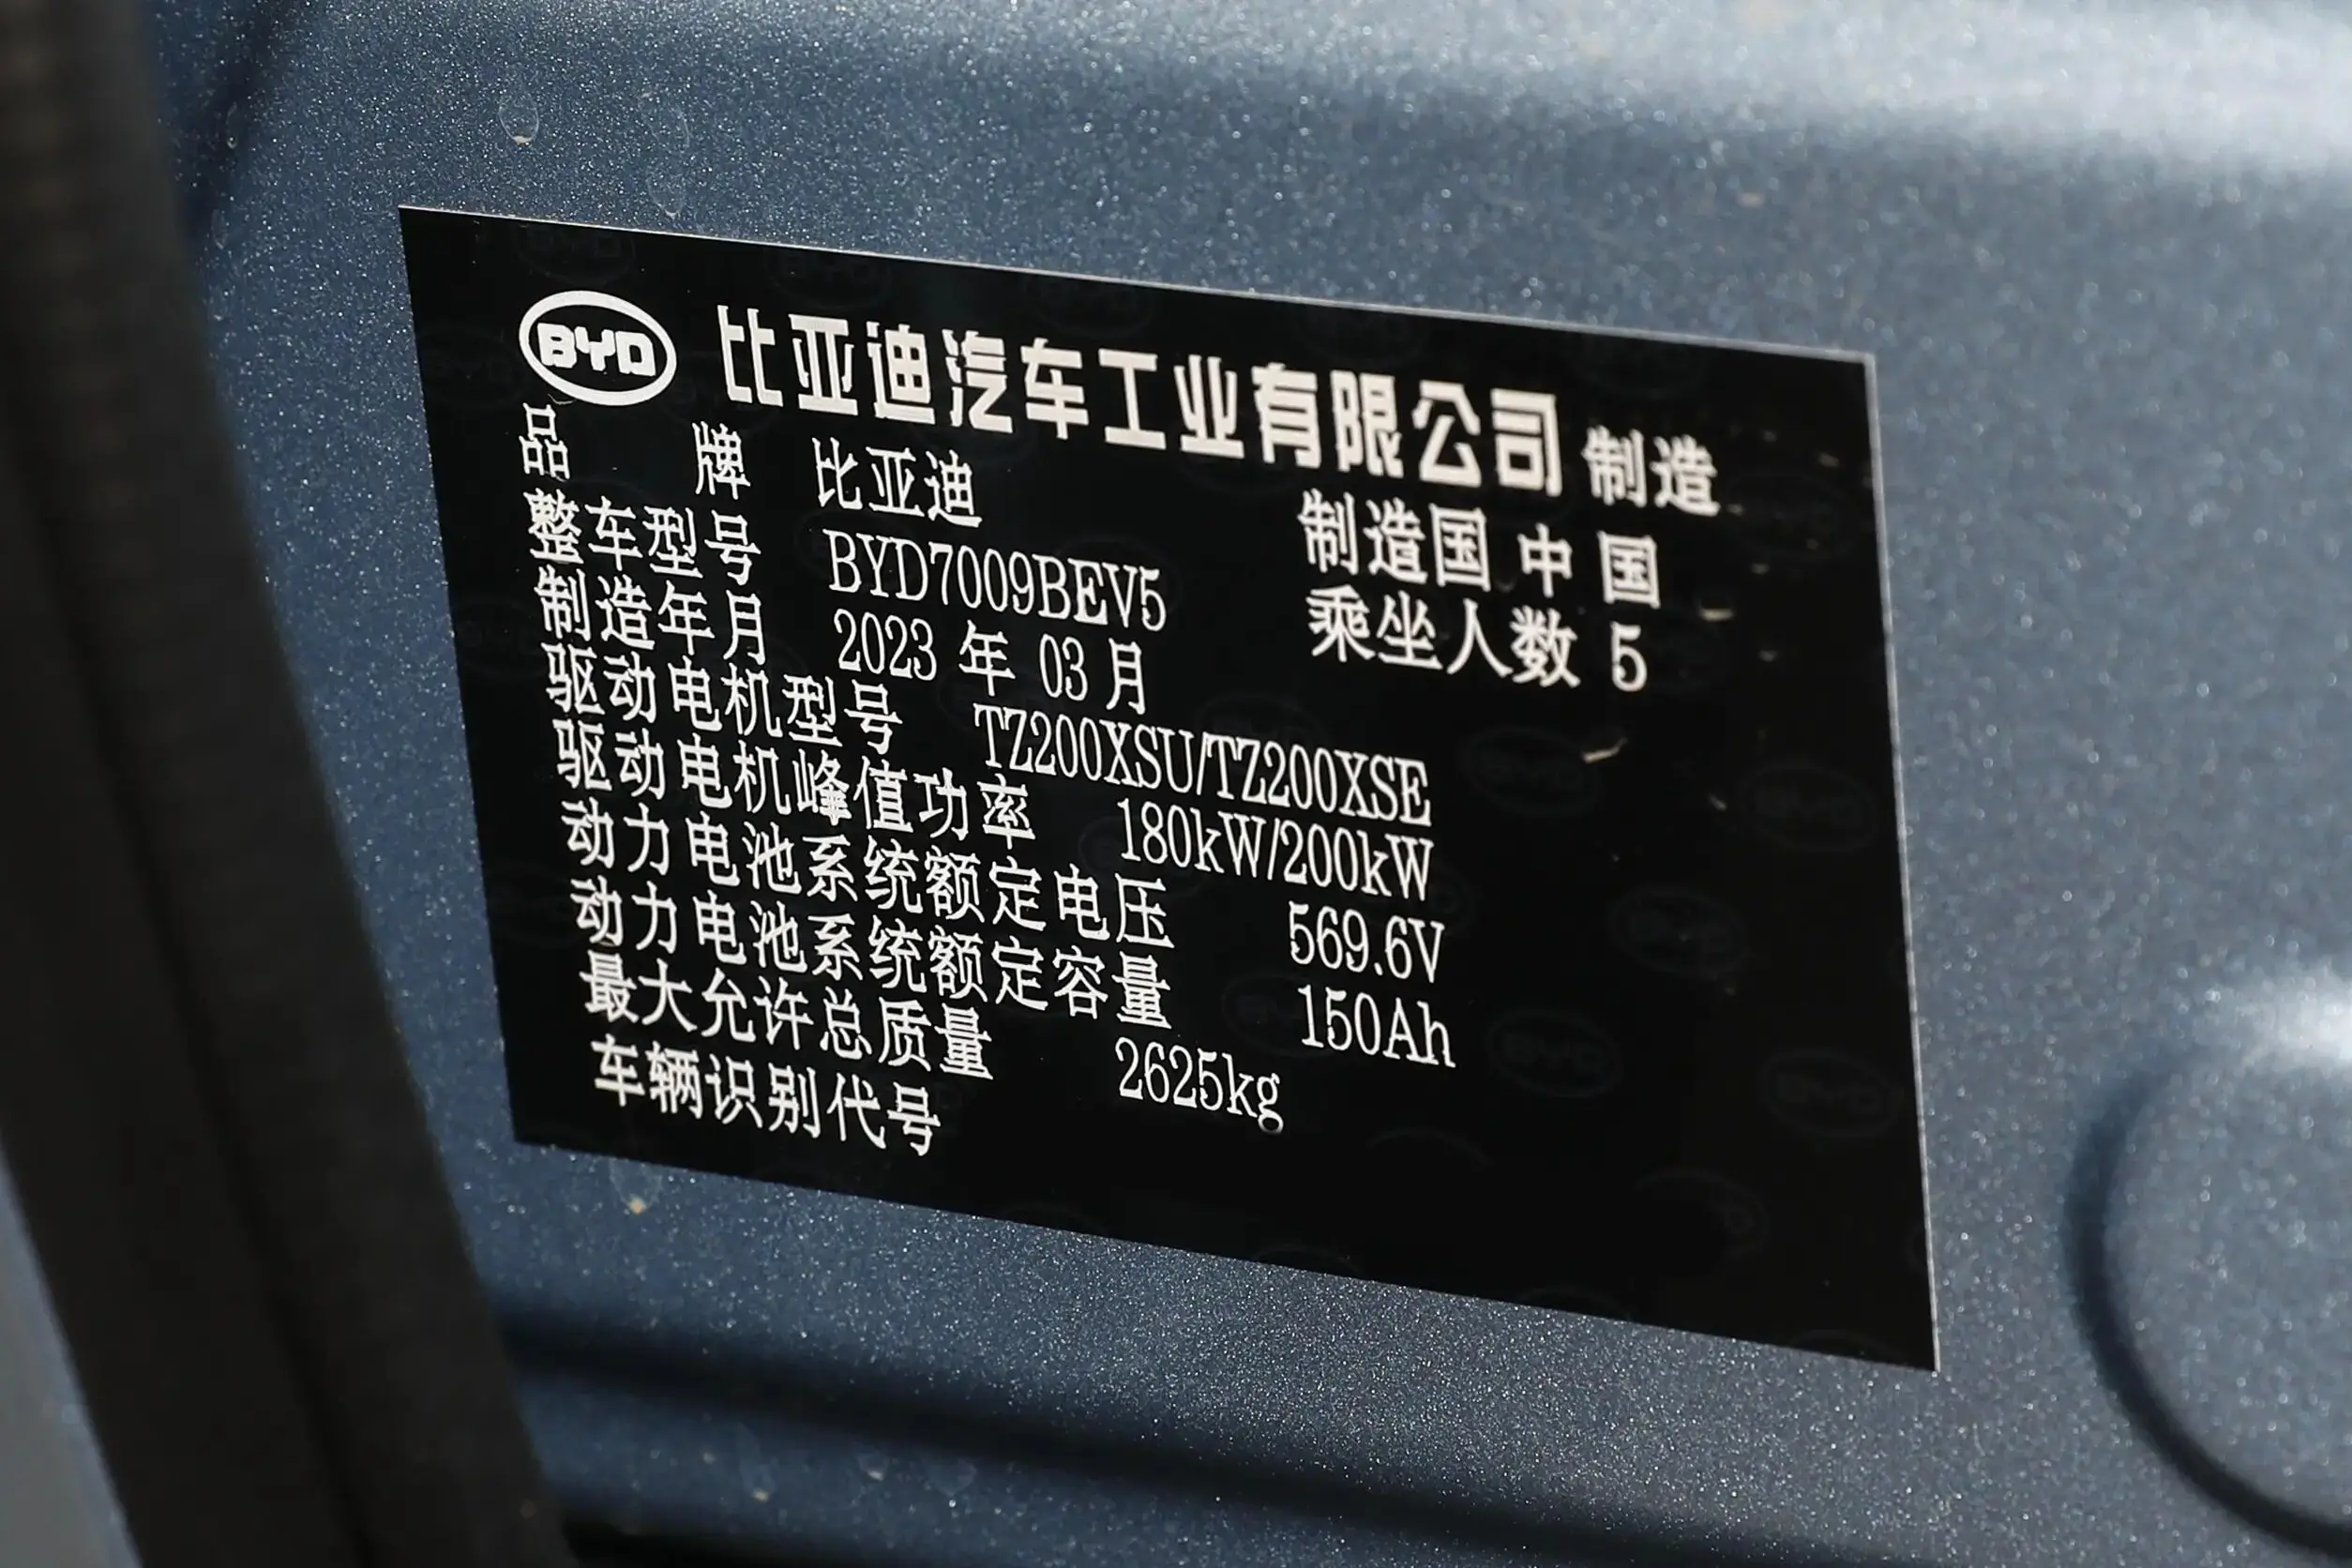 BYD 比亚迪汽车工业有限公司 制造
品 牌 比亚迪 制造国 中国
整车型号 BYD7009BEV5 乘坐人数 5
制造年月 2023 年 03 月
驱动电机型号 TZ200XSU/TZ200XSE
驱动电机峰值功率 180kW/200kW
动力电池系统额定电压 569.6V
动力电池系统额定容量 150Ah
最大允许总质量 2625kg
车辆识别代号